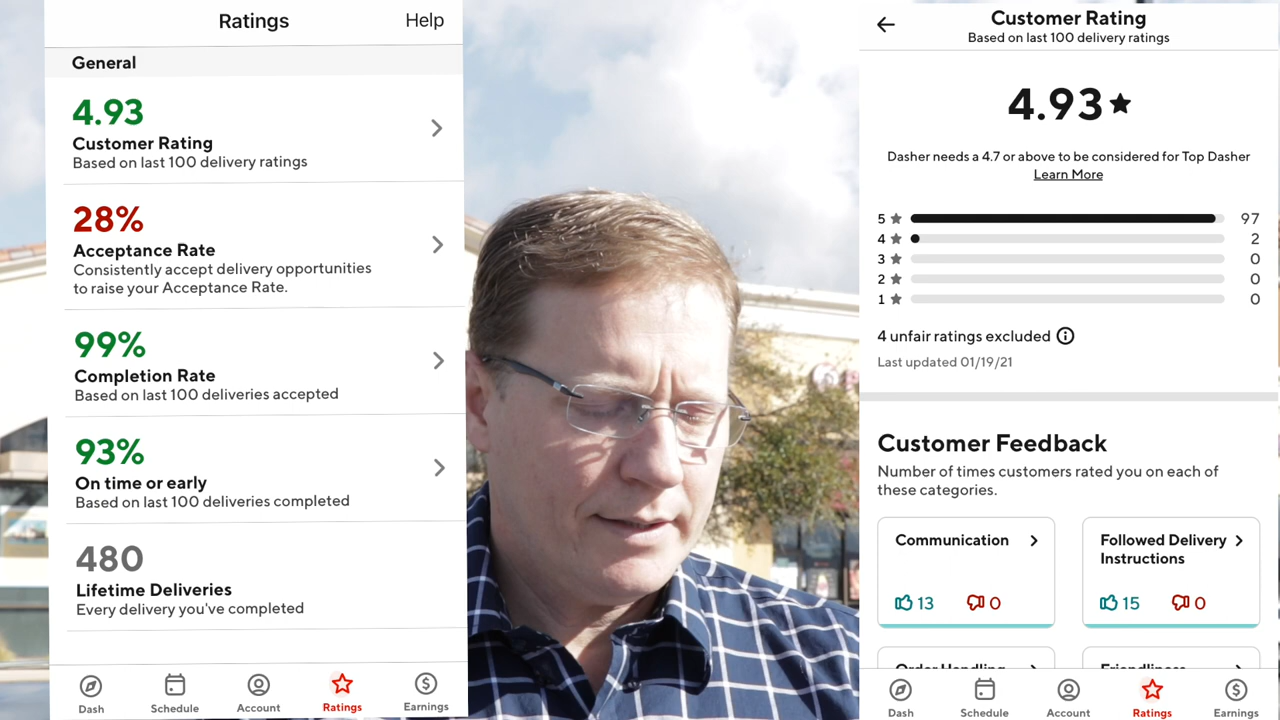 Ratings
Help
General
4.93
Customer Rating
Based on last 100 delivery ratings
28%
Acceptance Rate
Consistently accept delivery opportunities
to raise your Acceptance Rate.
99%
Completion Rate
Based on last 100 deliveries accepted
93%
On time or early
Based on last 100 deliveries completed
480
Lifetime Deliveries
Every delivery you've completed
Dash
Schedule
Account
Ratings
Earnings
Customer Rating
Based on last 100 delivery ratings
4.93
Dasher needs a 4.7 or above to be considered for Top Dasher
Learn More
5 97
4 2
3 0
2 0
1 0
4 unfair ratings excluded
Last updated 01/19/21
Customer Feedback
Number of times customers rated you on each of
these categories.
Communication
13 0
Followed Delivery
Instructions
15 0
Order Handling
Friendliness
Dash
Schedule
Account
Ratings
Earnings